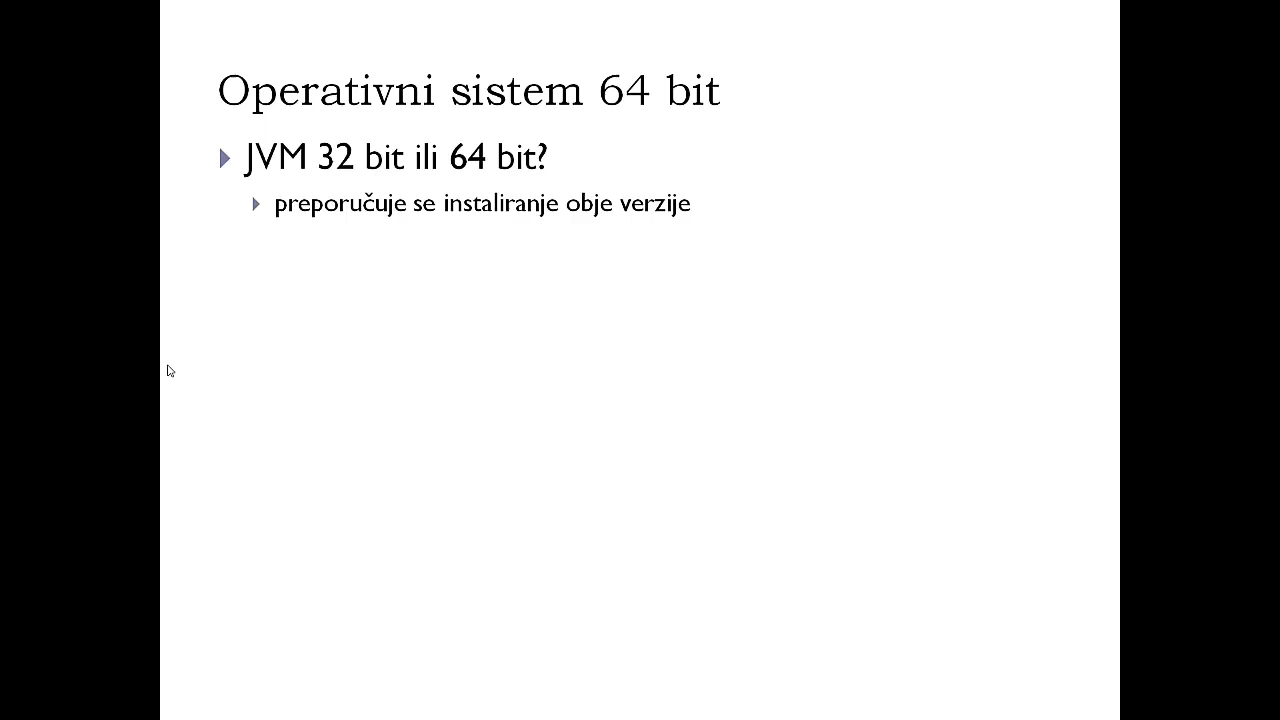 Operativni sistem 64 bit
JVM 32 bit ili 64 bit?
preporučuje se instaliranje obje verzije